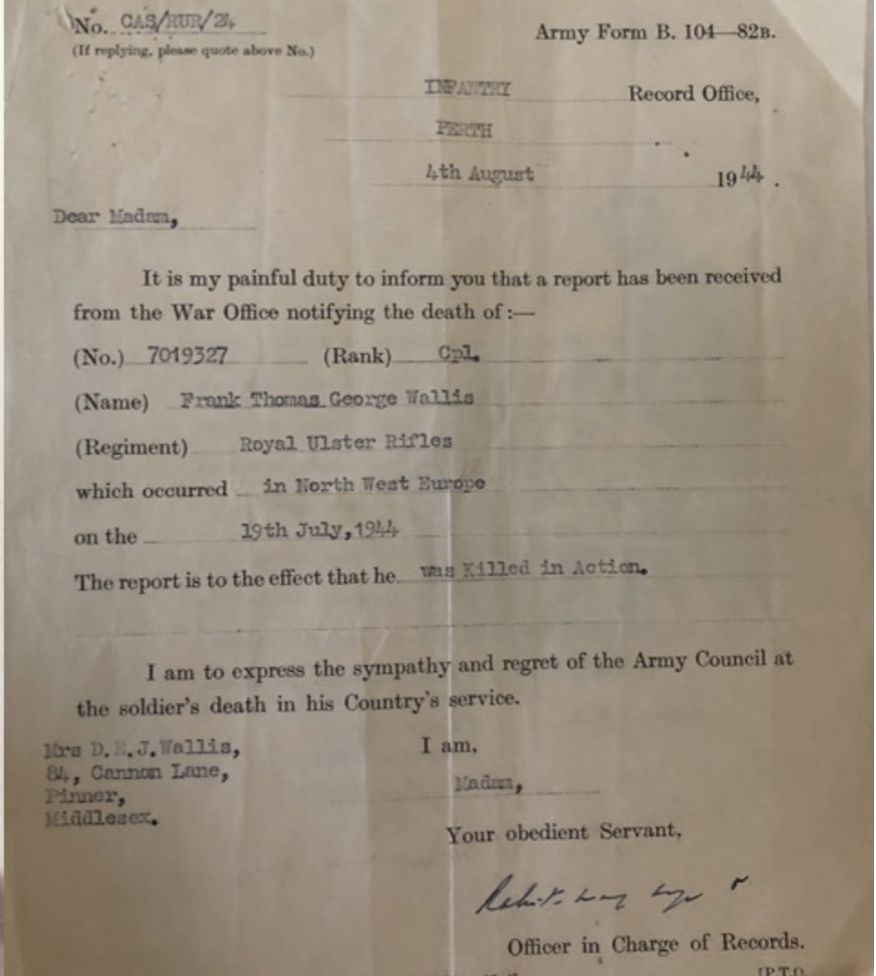 No. CAS/RUR/24
Army Form B. 104—82B.
(If replying, please quote above No.)
INFANTRY Record Office,
PERTH
4th August 1944.
Dear Madam,
It is my painful duty to inform you that a report has been received
from the War Office notifying the death of:—
(No.) 7019327 (Rank) Cpl.
(Name) Frank Thomas George Wallis
(Regiment) Royal Ulster Rifles
which occurred in North West Europe
on the 19th July,1944
The report is to the effect that he was Killed in Action.
I am to express the sympathy and regret of the Army Council at
the soldier's death in his Country's service.
Mrs D.E.J.Wallis,
84, Cannon Lane,
Pinner,
Middlesex.
I am,
Madam,
Your obedient Servant,
Officer in Charge of Records.
[P.T.O.